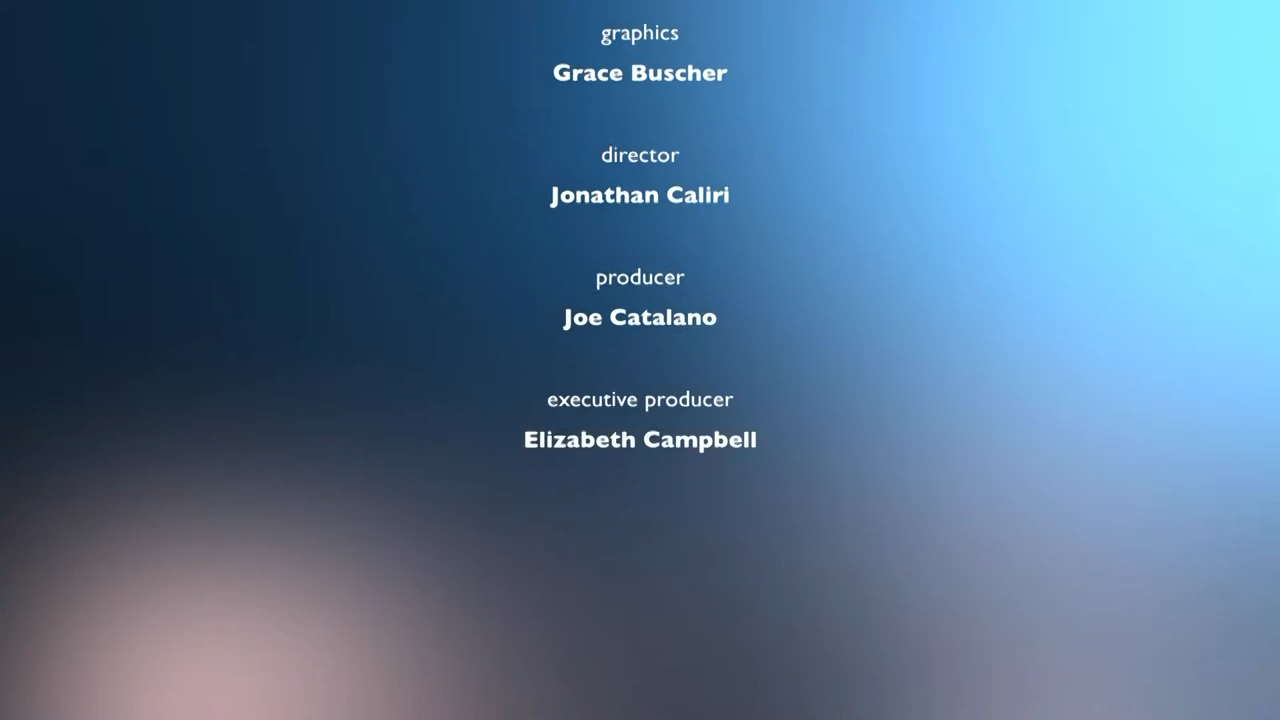 graphics
Grace Buscher
director
Jonathan Caliri
producer
Joe Catalano
executive producer
Elizabeth Campbell